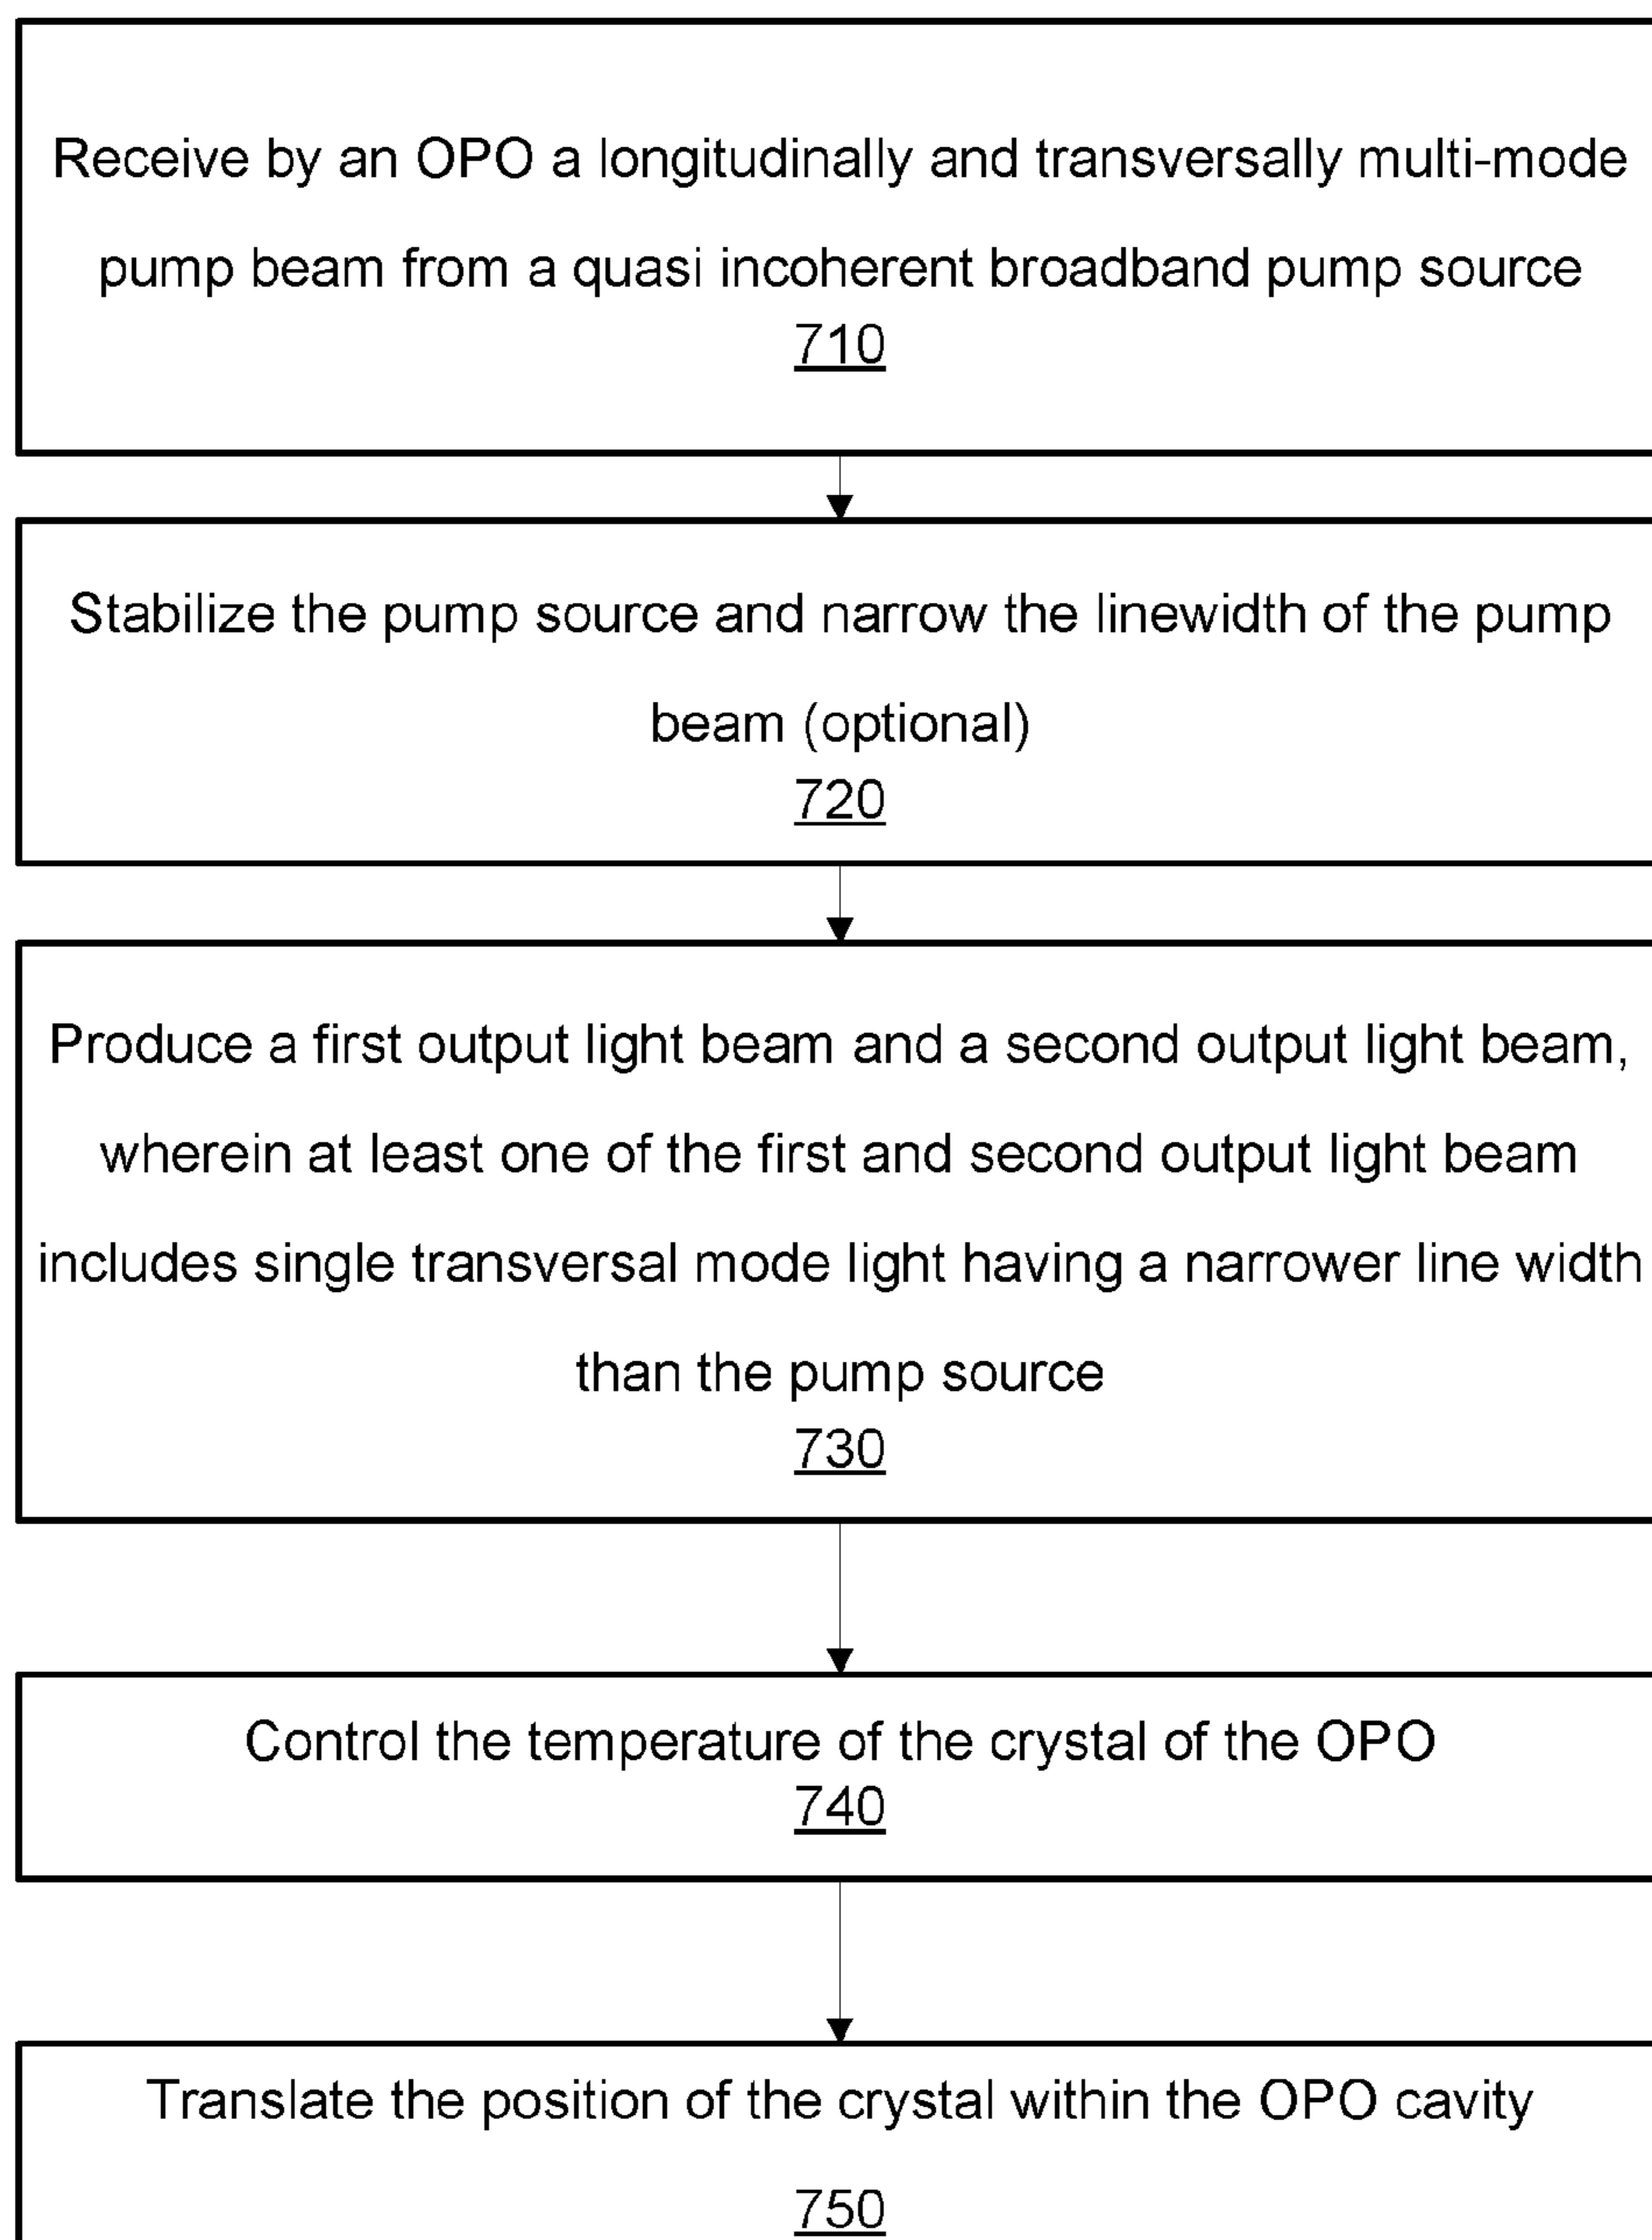 Receive by an OPO a longitudinally and transversally multi-mode
pump beam from a quasi incoherent broadband pump source
710
Stabilize the pump source and narrow the linewidth of the pump
beam (optional)
720
Produce a first output light beam and a second output light beam,
wherein at least one of the first and second output light beam
includes single transversal mode light having a narrower line width
than the pump source
730
Control the temperature of the crystal of the OPO
740
Translate the position of the crystal within the OPO cavity
750